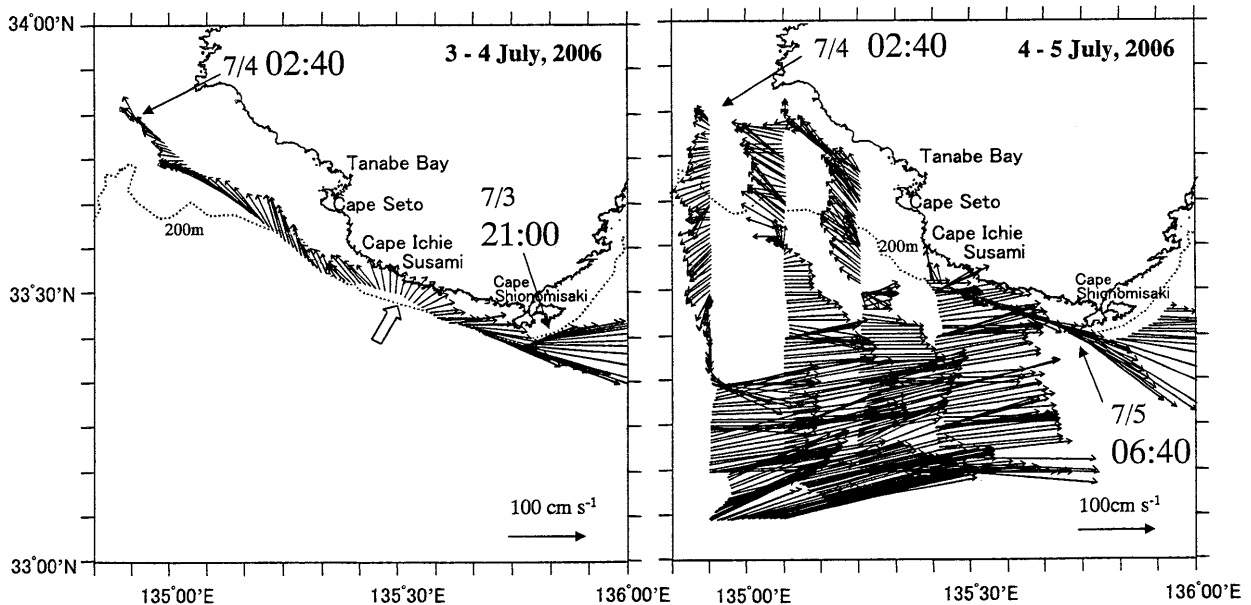 34°00'N
33°30'N
33°00'N
3 - 4 July, 2006
7/4 02:40
Tanabe Bay
Cape Seto
7/3
21:00
200m
Cape Ichie
Susami
Cape
Shionomisaki
100 cm s⁻¹
135°00'E
135°30'E
136°00'E
4 - 5 July, 2006
7/4 02:40
Tanabe Bay
Cape Seto
200m
Cape Ichie
Susami
Cape
Shionomisaki
7/5
06:40
100cm s⁻¹
135°00'E
135°30'E
136°00'E